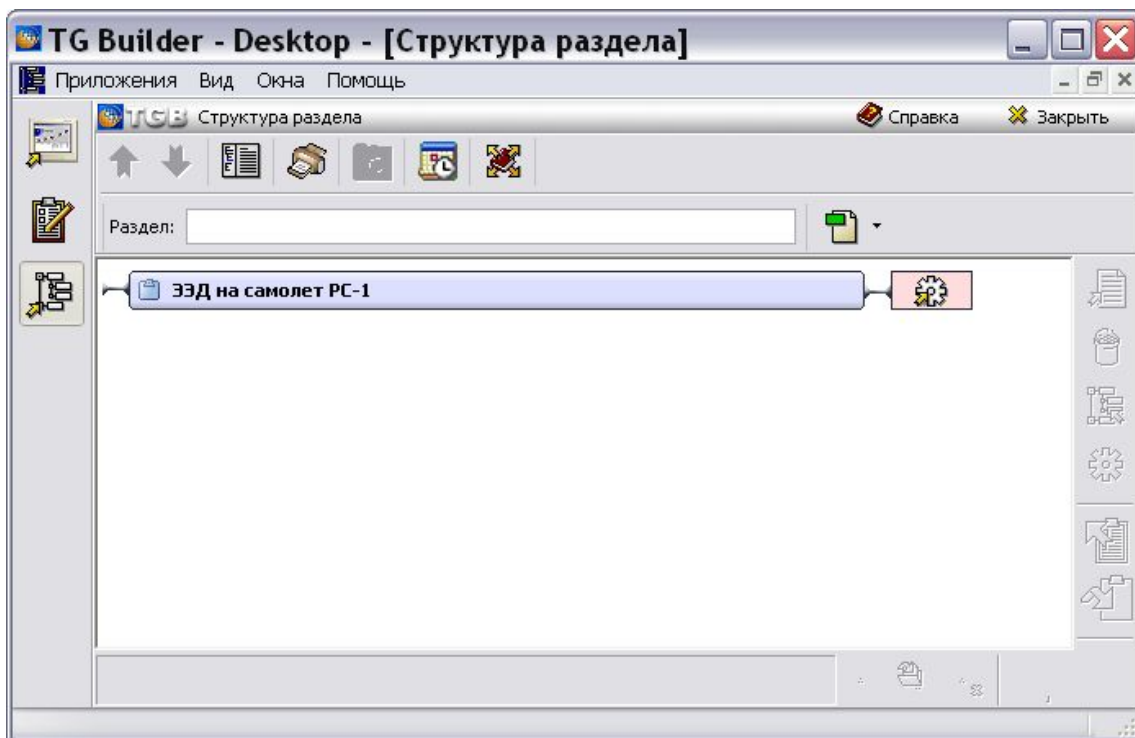 TG Builder - Desktop - [Структура раздела]
Приложения Вид Окна Помощь
TGB Структура раздела Справка Закрыть
Раздел:
ЭЭД на самолет РС-1